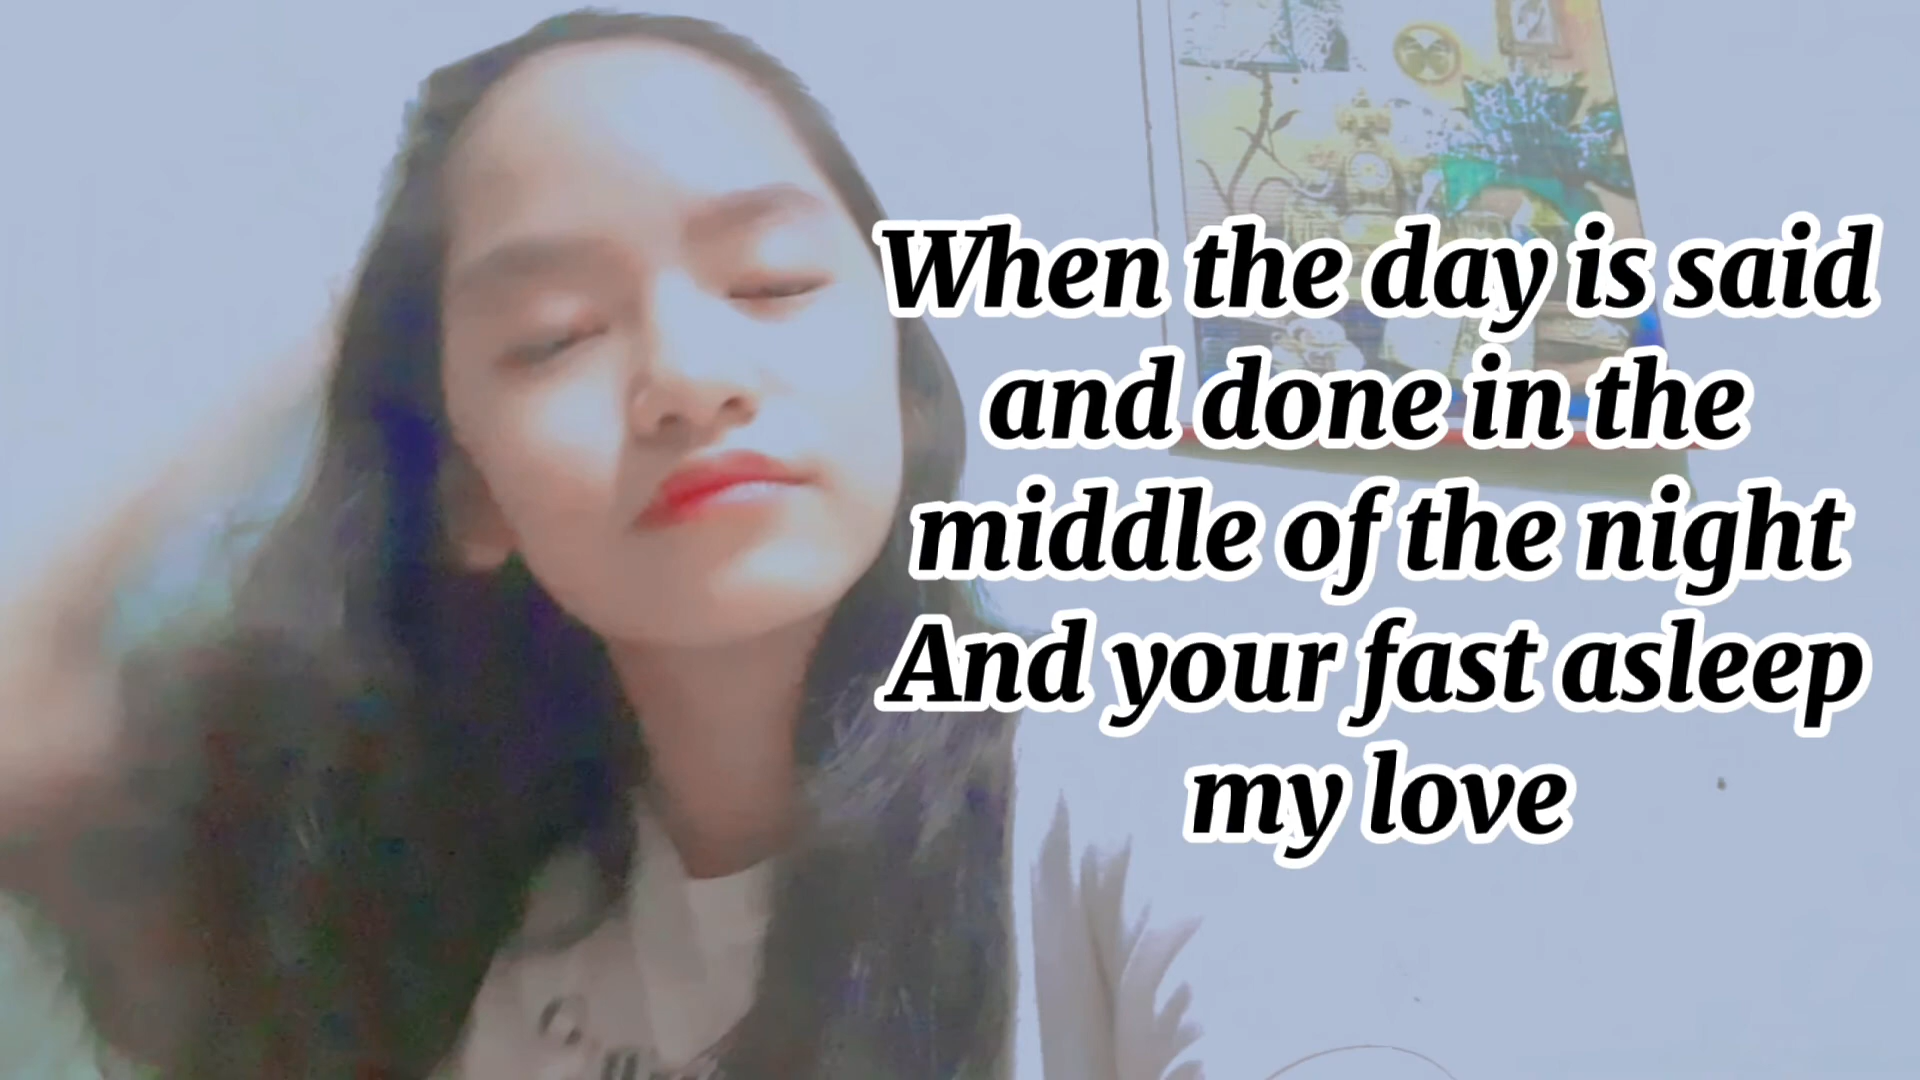 When the day is said
and done in the
middle of the night
And your fast asleep
my love